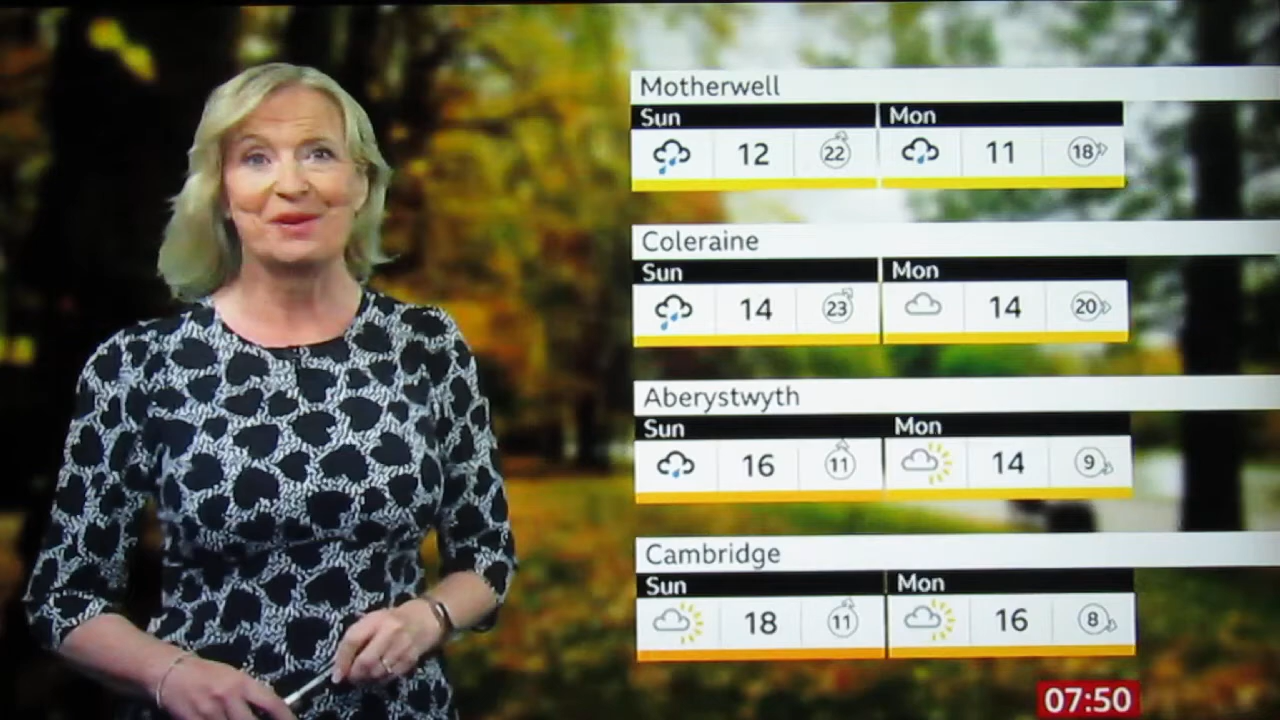 Motherwell
Sun Mon
12 22 11 18
Coleraine
Sun Mon
14 23 14 20
Aberystwyth
Sun Mon
16 11 14 9
Cambridge
Sun Mon
18 11 16 8
07:50